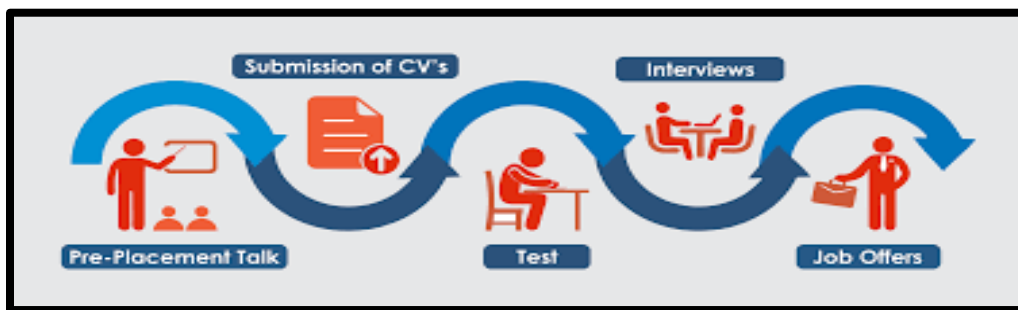 Pre-Placement Talk
Submission of CV's
Test
Interviews
Job Offers